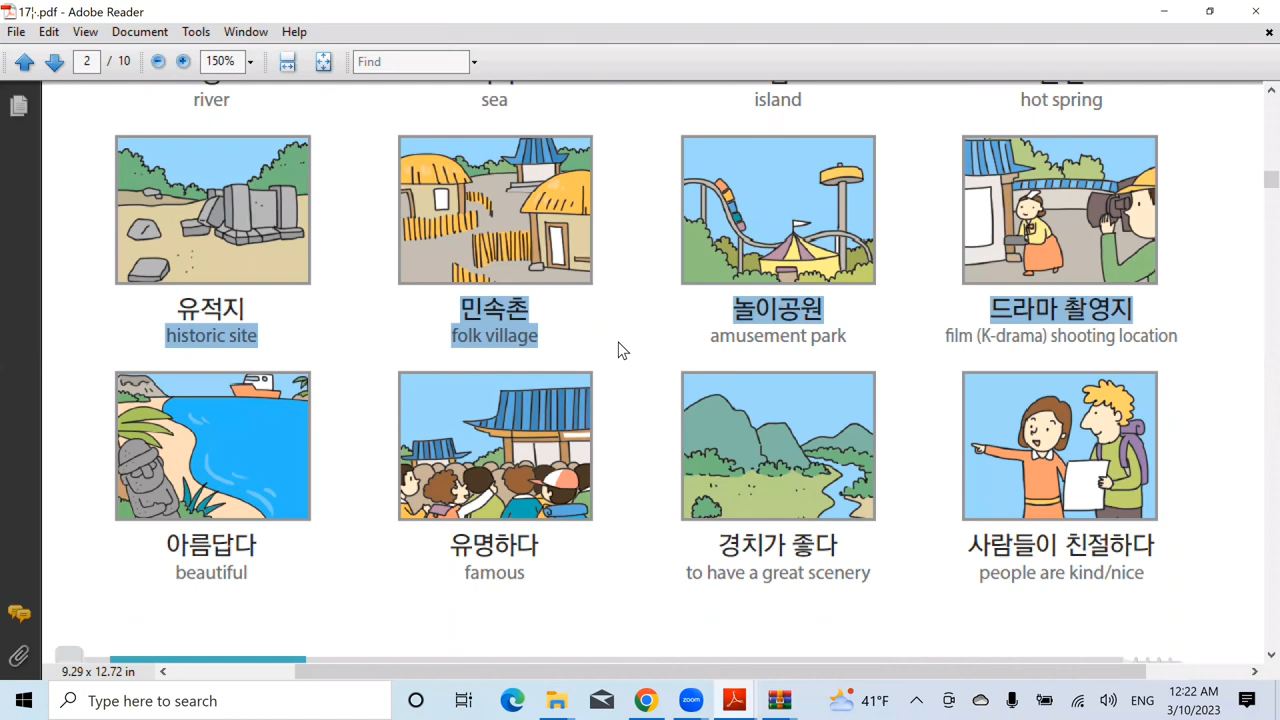 17¦·.pdf - Adobe Reader
File Edit View Document Tools Window Help
2 / 10 150% Find
river sea island hot spring
유적지 민속촌 놀이공원 드라마 촬영지
historic site folk village amusement park film (K-drama) shooting location
아름답다 유명하다 경치가 좋다 사람들이 친절하다
beautiful famous to have a great scenery people are kind/nice
9.29 x 12.72 in
Type here to search zoom 41°F ENG 12:22 AM
3/10/2023